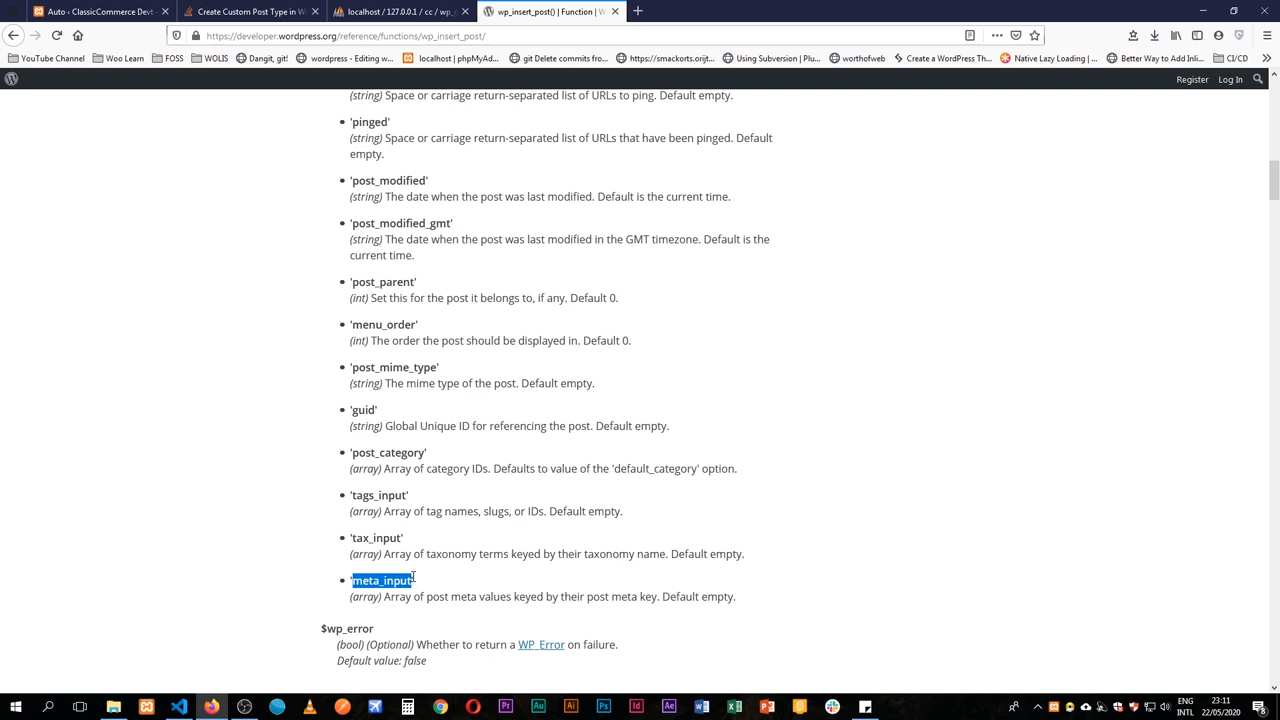 Auto ‹ ClassicCommerce Devt
Create Custom Post Type in W
localhost / 127.0.0.1 / cc / wp_
wp_insert_post() | Function | W
https://developer.wordpress.org/reference/functions/wp_insert_post/
YouTube Channel
Woo Learn
FOSS
WOLIS
Dangit, git!
wordpress - Editing w...
localhost | phpMyAd...
git Delete commits fro...
https://smackorts.orijt...
Using Subversion | Plu...
worthofweb
Create a WordPress Th...
Native Lazy Loading | ...
Better Way to Add Inli...
CI/CD
Register
Log In
(string) Space or carriage return-separated list of URLs to ping. Default empty.
'pinged'
(string) Space or carriage return-separated list of URLs that have been pinged. Default
empty.
'post_modified'
(string) The date when the post was last modified. Default is the current time.
'post_modified_gmt'
(string) The date when the post was last modified in the GMT timezone. Default is the
current time.
'post_parent'
(int) Set this for the post it belongs to, if any. Default 0.
'menu_order'
(int) The order the post should be displayed in. Default 0.
'post_mime_type'
(string) The mime type of the post. Default empty.
'guid'
(string) Global Unique ID for referencing the post. Default empty.
'post_category'
(array) Array of category IDs. Defaults to value of the 'default_category' option.
'tags_input'
(array) Array of tag names, slugs, or IDs. Default empty.
'tax_input'
(array) Array of taxonomy terms keyed by their taxonomy name. Default empty.
'meta_input'
(array) Array of post meta values keyed by their post meta key. Default empty.
$wp_error
(bool) (Optional) Whether to return a WP_Error on failure.
Default value: false
ENG
INTL
23:11
22/05/2020